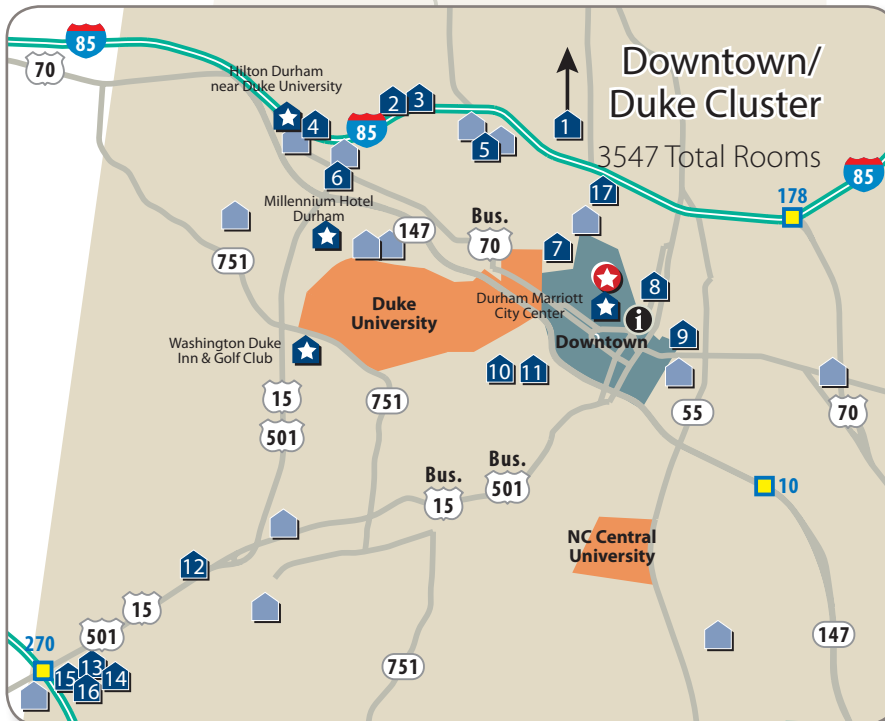 85
70
Hilton Durham
near Duke University
Downtown/
Duke Cluster
3547 Total Rooms
2
3
4
85
1
5
6
85
178
17
Millennium Hotel
Durham
Bus.
70
147
751
7
8
Duke
University
Durham Marriott
City Center
i
Downtown
9
Washington Duke
Inn & Golf Club
10
11
15
501
751
55
70
Bus.
15
Bus.
501
10
NC Central
University
12
15
501
270
13
14
15
16
751
147